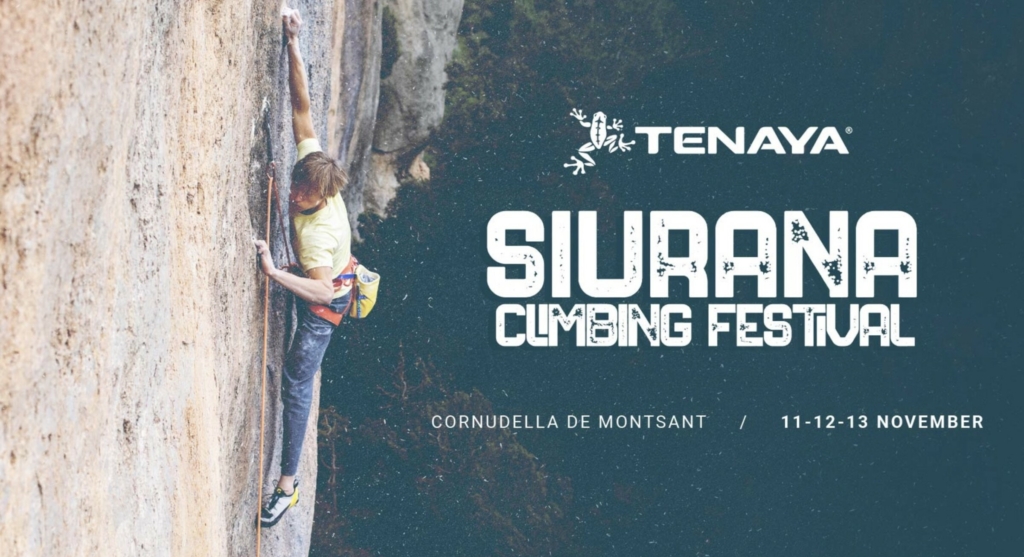 TENAYA®
SIURANA
CLIMBING FESTIVAL
CORNUDELLA DE MONTSANT / 11-12-13 NOVEMBER